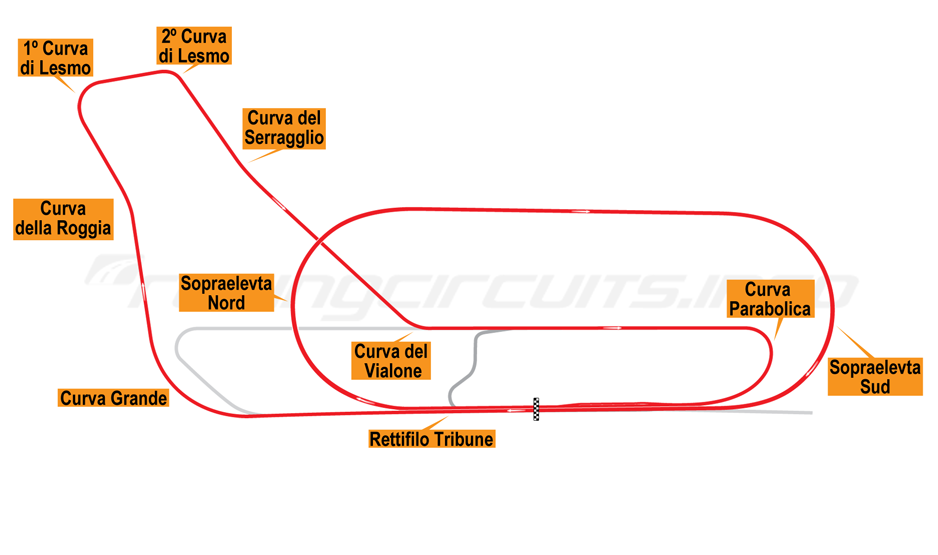 1º Curva
di Lesmo
2º Curva
di Lesmo
Curva del
Serragglio
Curva
della Roggia
Sopraelevta
Nord
Curva
Parabolica
Curva del
Vialone
Sopraelevta
Sud
Curva Grande
Rettifilo Tribune
racingcircuits.info